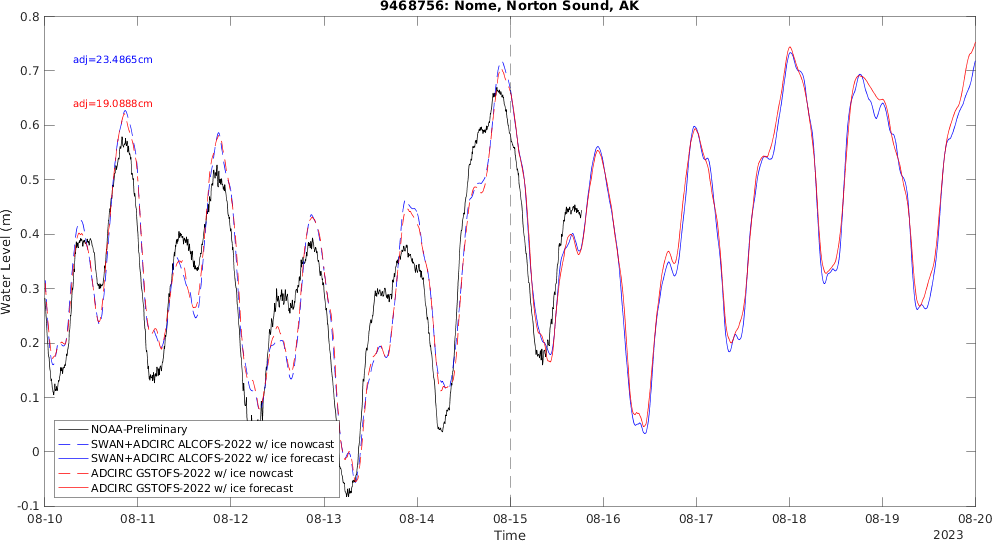 9468756: Nome, Norton Sound, AK
0.8
0.7
0.6
0.5
0.4
0.3
0.2
0.1
0
-0.1
Water Level (m)
adj=23.4865cm
adj=19.0888cm
NOAA-Preliminary
SWAN+ADCIRC ALCOFS-2022 w/ ice nowcast
SWAN+ADCIRC ALCOFS-2022 w/ ice forecast
ADCIRC GSTOFS-2022 w/ ice nowcast
ADCIRC GSTOFS-2022 w/ ice forecast
08-10 08-11 08-12 08-13 08-14 08-15 08-16 08-17 08-18 08-19 08-20
Time
2023